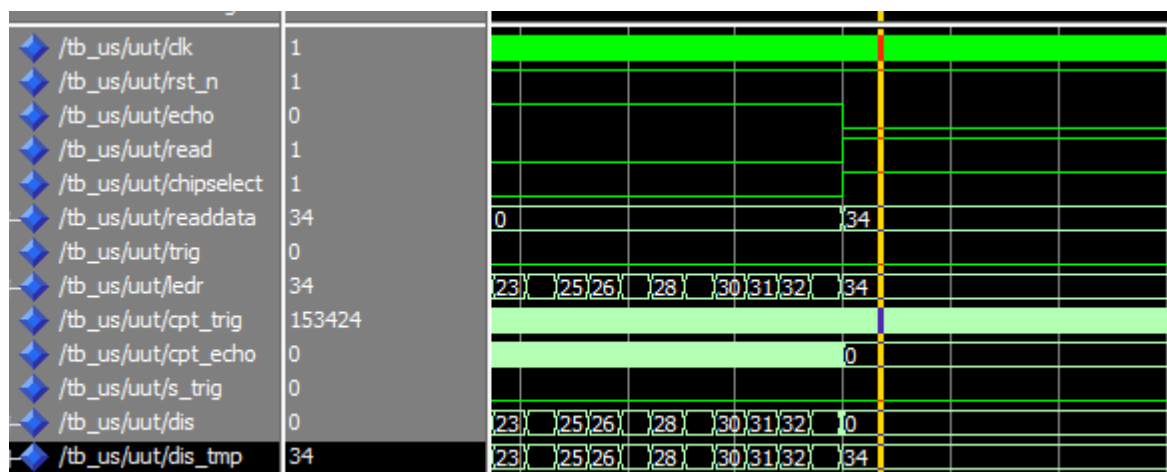 /tb_us/uut/clk 1
/tb_us/uut/rst_n 1
/tb_us/uut/echo 0
/tb_us/uut/read 1
/tb_us/uut/chipselect 1
/tb_us/uut/readdata 34 0 34
/tb_us/uut/trig 0
/tb_us/uut/ledr 34 23 25 26 28 30 31 32 34
/tb_us/uut/cpt_trig 153424
/tb_us/uut/cpt_echo 0 0
/tb_us/uut/s_trig 0
/tb_us/uut/dis 0 23 25 26 28 30 31 32 0
/tb_us/uut/dis_tmp 34 23 25 26 28 30 31 32 34